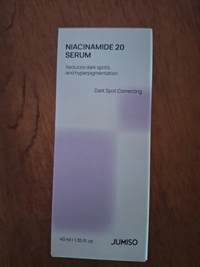 NIACINAMIDE 20
SERUM
Reduces dark spots
and hyperpigmentation
Dark Spot Correcting
40 ml / 1.35 fl. oz
JUMISO